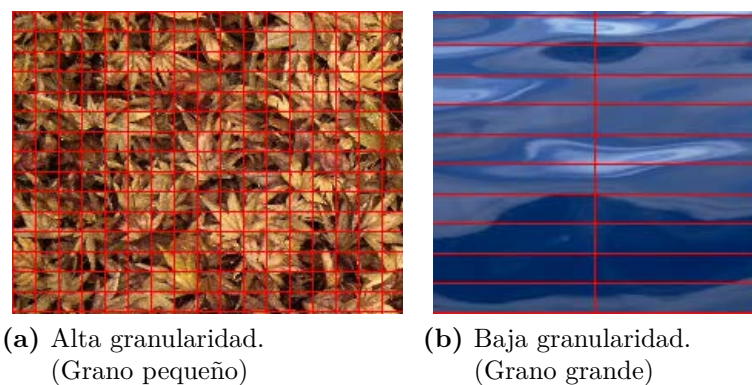 (a) Alta granularidad.
(Grano pequeño)
(b) Baja granularidad.
(Grano grande)